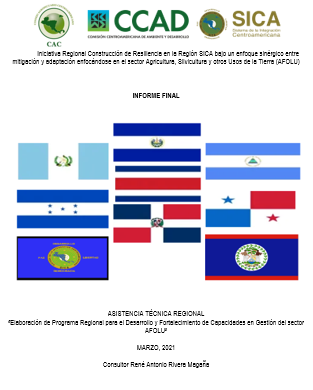 CAC
CCAD
COMISIÓN CENTROAMERICANA DE AMBIENTE Y DESARROLLO
SICA
Sistema de la Integración
Centroamericana
Iniciativa Regional Construcción de Resiliencia en la Región SICA bajo un enfoque sinérgico entre
mitigación y adaptación enfocándose en el sector Agricultura, Silvicultura y otros Usos de la Tierra (AFOLU)
INFORME FINAL
ASISTENCIA TÉCNICA REGIONAL
"Elaboración de Programa Regional para el Desarrollo y Fortalecimiento de Capacidades en Gestión del sector
AFOLU"
MARZO, 2021
Consultor René Antonio Rivera Magaña